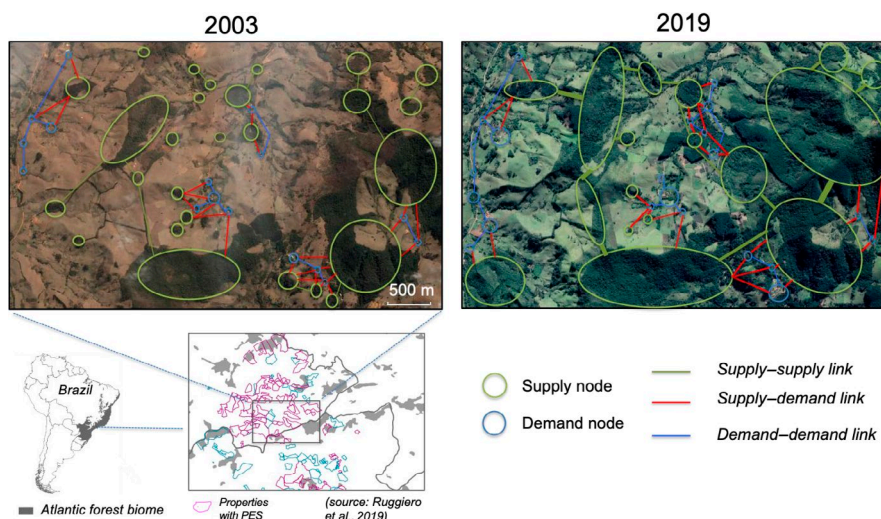 2003
2019
500 m
Brazil
Atlantic forest biome
Properties
with PES
(source: Ruggiero
et al., 2019)
Supply node
Demand node
Supply–supply link
Supply–demand link
Demand–demand link